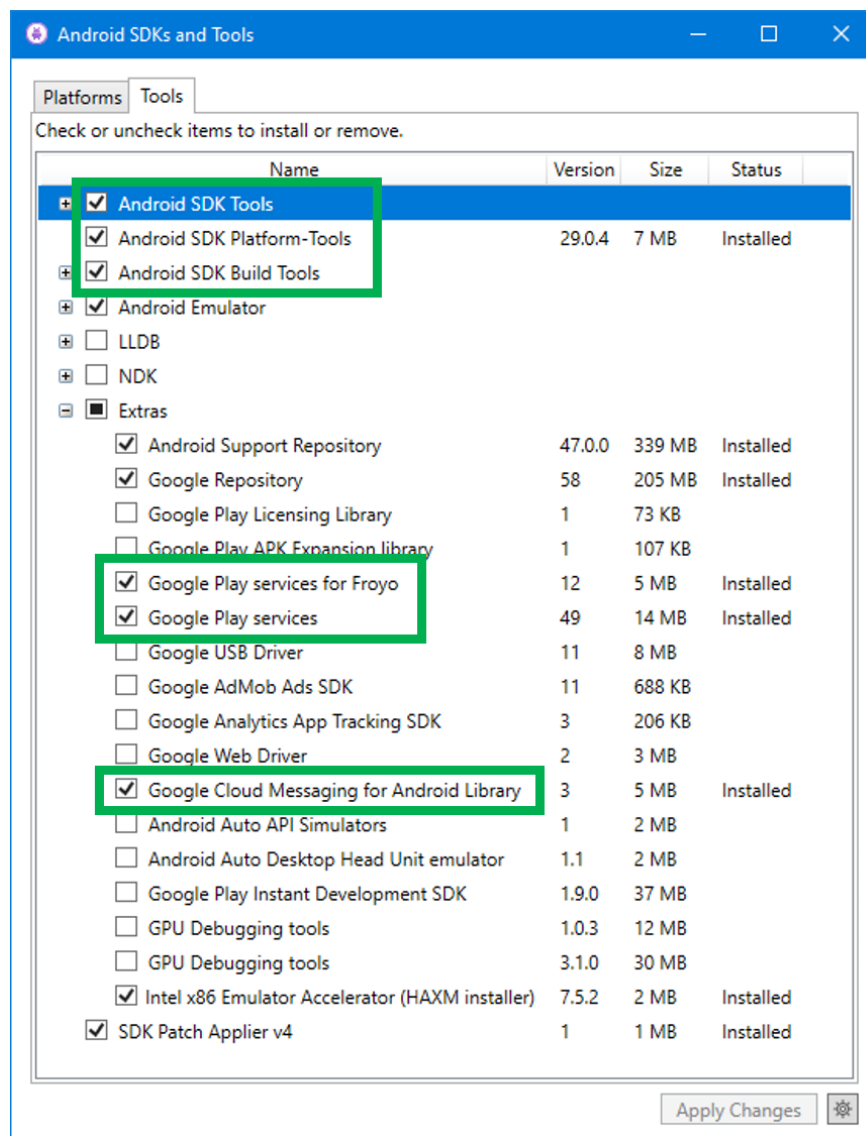 Android SDKs and Tools
Platforms Tools
Check or uncheck items to install or remove.
Name Version Size Status
Android SDK Tools
Android SDK Platform-Tools 29.0.4 7 MB Installed
Android SDK Build Tools
Android Emulator
LLDB
NDK
Extras
Android Support Repository 47.0.0 339 MB Installed
Google Repository 58 205 MB Installed
Google Play Licensing Library 1 73 KB
Google Play APK Expansion library 1 107 KB
Google Play services for Froyo 12 5 MB Installed
Google Play services 49 14 MB Installed
Google USB Driver 11 8 MB
Google AdMob Ads SDK 11 688 KB
Google Analytics App Tracking SDK 3 206 KB
Google Web Driver 2 3 MB
Google Cloud Messaging for Android Library 3 5 MB Installed
Android Auto API Simulators 1 2 MB
Android Auto Desktop Head Unit emulator 1.1 2 MB
Google Play Instant Development SDK 1.9.0 37 MB
GPU Debugging tools 1.0.3 12 MB
GPU Debugging tools 3.1.0 30 MB
Intel x86 Emulator Accelerator (HAXM installer) 7.5.2 2 MB Installed
SDK Patch Applier v4 1 1 MB Installed
Apply Changes